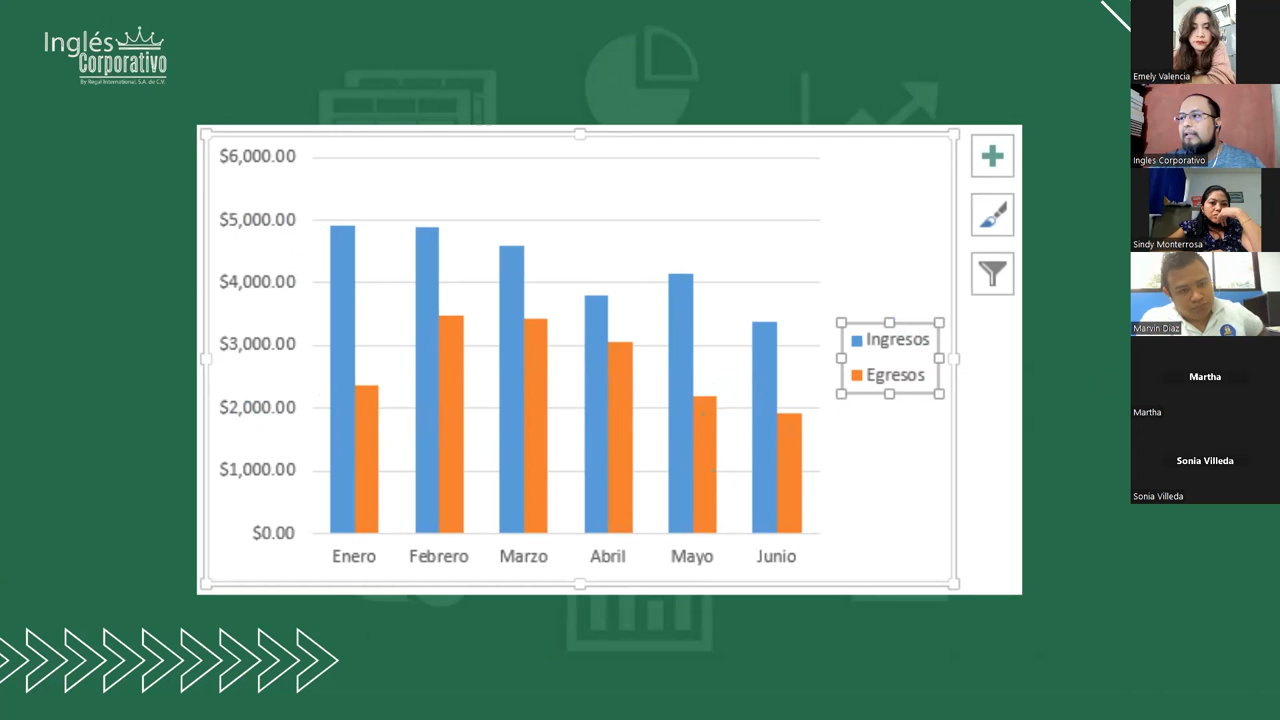 Inglés
Corporativo
By Regal International, S.A. de C.V.
$6,000.00
$5,000.00
$4,000.00
$3,000.00
$2,000.00
$1,000.00
$0.00
Enero Febrero Marzo Abril Mayo Junio
Ingresos
Egresos
Emely Valencia
Ingles Corporativo
Sindy Monterrosa
Marvin Diaz
Martha
Martha
Sonia Villeda
Sonia Villeda